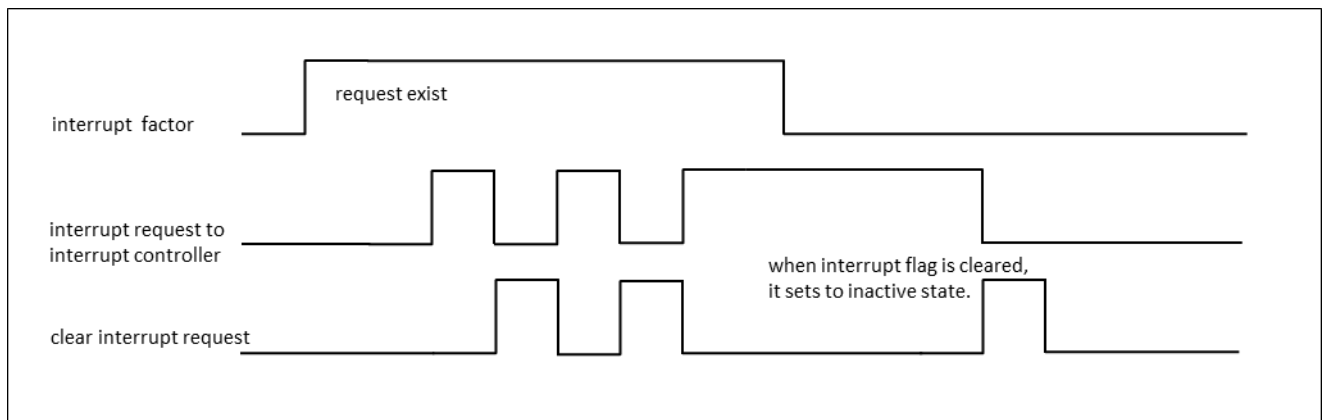 request exist
interrupt factor
interrupt request to
interrupt controller
when interrupt flag is cleared,
it sets to inactive state.
clear interrupt request